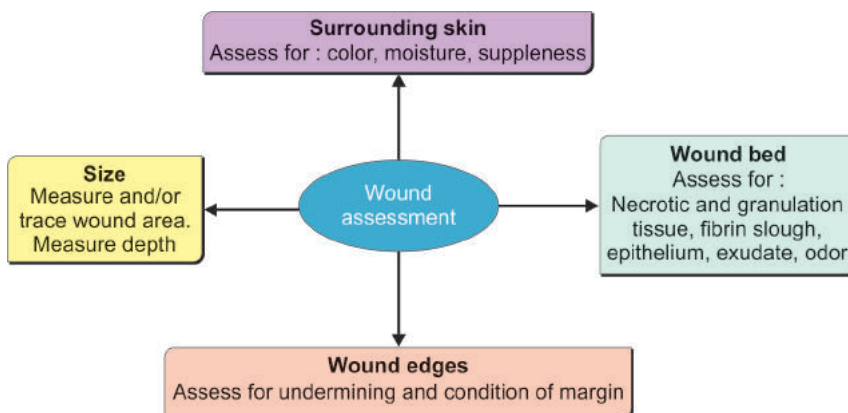 Surrounding skin
Assess for : color, moisture, suppleness
Size
Measure and/or
trace wound area.
Measure depth
Wound
assessment
Wound bed
Assess for :
Necrotic and granulation
tissue, fibrin slough,
epithelium, exudate, odor
Wound edges
Assess for undermining and condition of margin